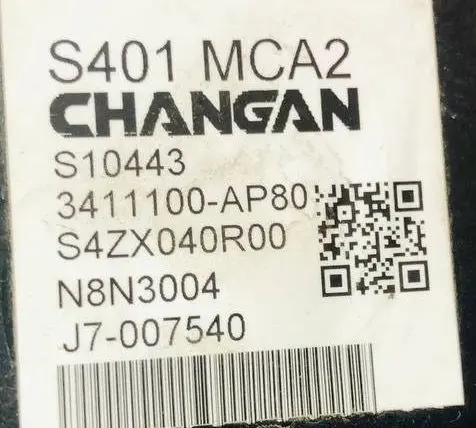 S401 MCA2
CHANGAN
S10443
3411100-AP80
S4ZX040R00
N8N3004
J7-007540